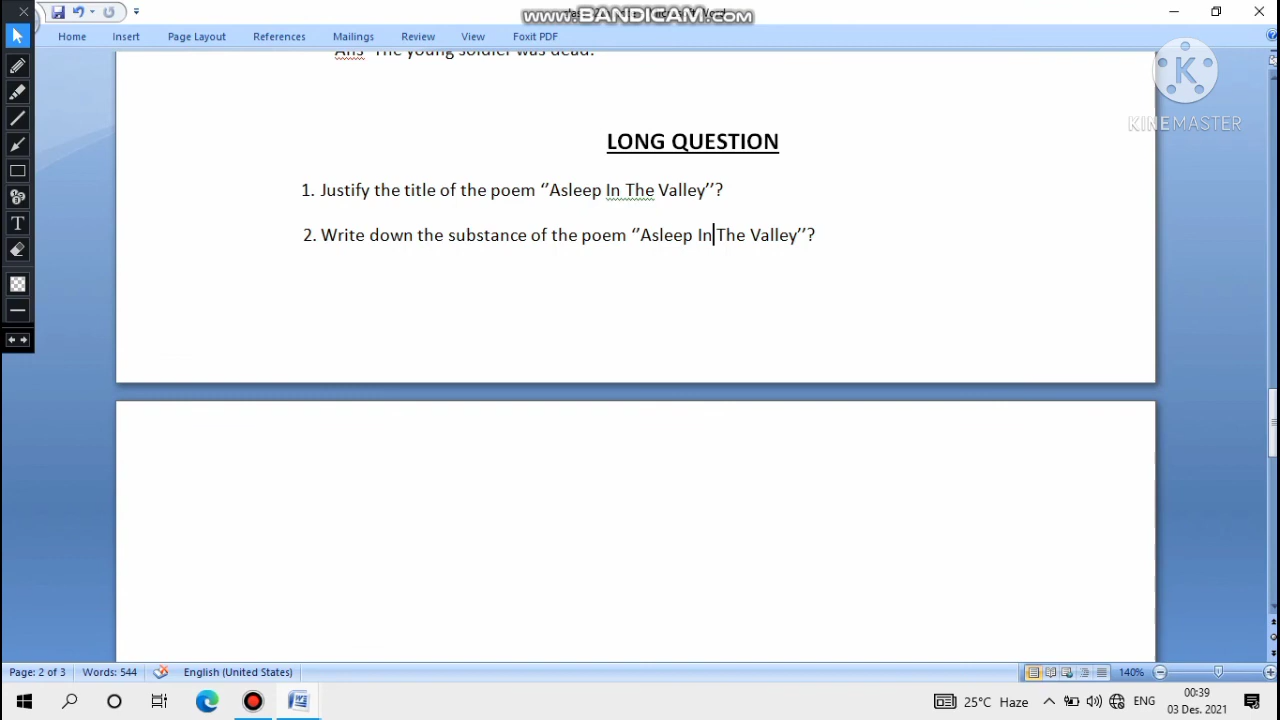 www.BANDICAM.com
Home Insert Page Layout References Mailings Review View Foxit PDF
Ans The young soldier was dead.
K
KINEMASTER
LONG QUESTION
1. Justify the title of the poem ‘’Asleep In The Valley’’?
2. Write down the substance of the poem ‘’Asleep In The Valley’’?
T
Page: 2 of 3 Words: 544 English (United States) 140%
25°C Haze ENG 00:39
03 Des. 2021